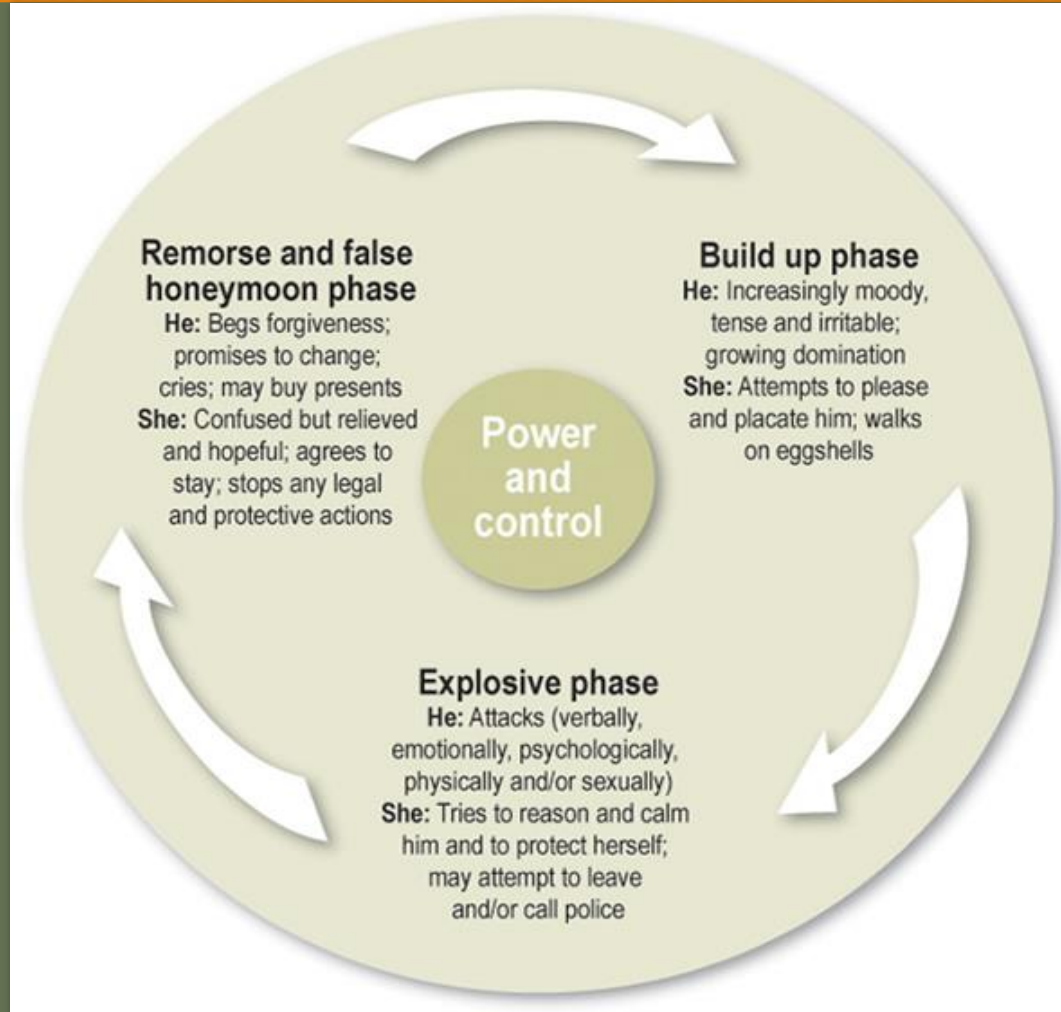 Remorse and false
honeymoon phase
He: Begs forgiveness;
promises to change;
cries; may buy presents
She: Confused but relieved
and hopeful; agrees to
stay; stops any legal
and protective actions
Build up phase
He: Increasingly moody,
tense and irritable;
growing domination
She: Attempts to please
and placate him; walks
on eggshells
Power
and
control
Explosive phase
He: Attacks (verbally,
emotionally, psychologically,
physically and/or sexually)
She: Tries to reason and calm
him and to protect herself;
may attempt to leave
and/or call police